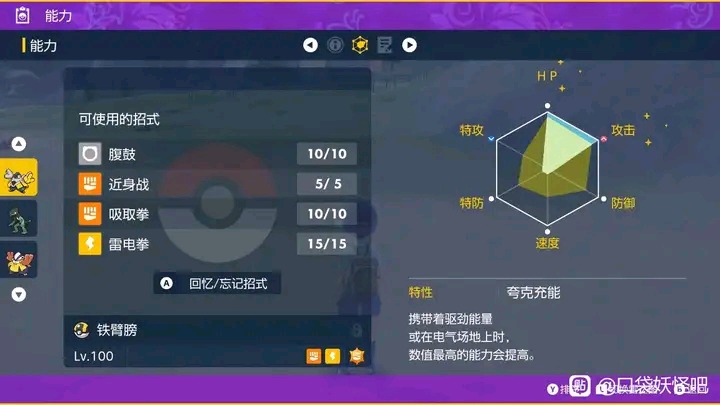 能力
能力
可使用的招式
腹鼓 10/10
近身战 5/ 5
吸取拳 10/10
雷电拳 15/15
A 回忆/忘记招式
铁臂膀
Lv.100
HP
特攻
攻击
特防
防御
速度
特性 夸克充能
携带着驱劲能量
或在电气场地上时，
数值最高的能力会提高。
贴 @口袋妖怪吧